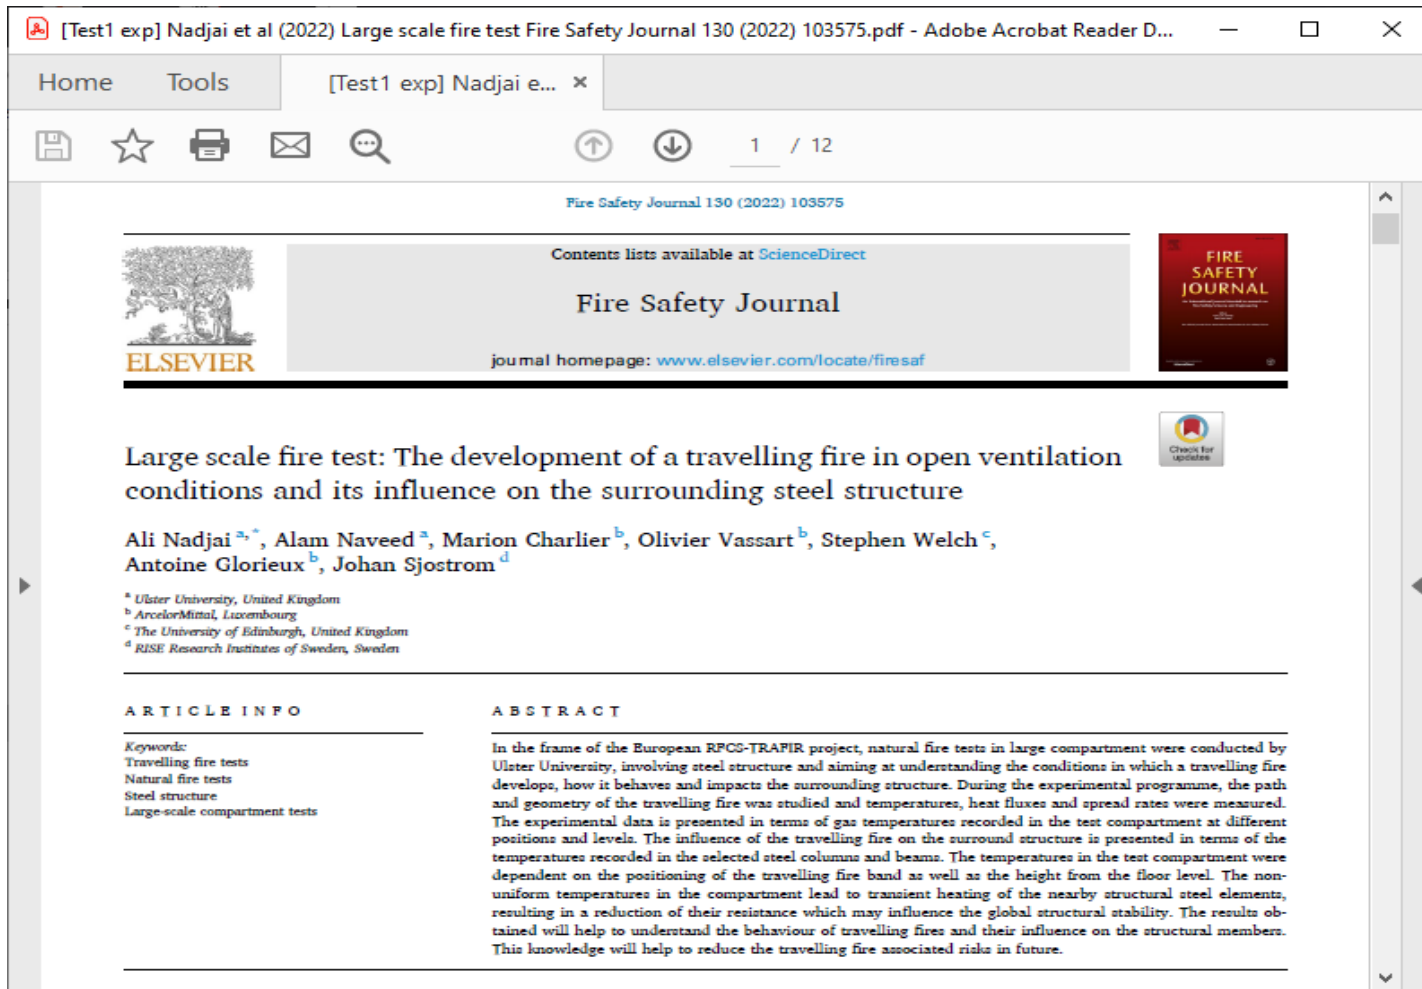 [Test1 exp] Nadjai et al (2022) Large scale fire test Fire Safety Journal 130 (2022) 103575.pdf - Adobe Acrobat Reader D...
Home Tools [Test1 exp] Nadjai e... ×
1 / 12
Fire Safety Journal 130 (2022) 103575
Contents lists available at ScienceDirect
Fire Safety Journal
journal homepage: www.elsevier.com/locate/firesaf
ELSEVIER
FIRE
SAFETY
JOURNAL
Check for
updates
Large scale fire test: The development of a travelling fire in open ventilation
conditions and its influence on the surrounding steel structure
Ali Nadjai a,*, Alam Naveed a, Marion Charlier b, Olivier Vassart b, Stephen Welch c,
Antoine Glorieux b, Johan Sjostrom d
a Ulster University, United Kingdom
b ArcelorMittal, Luxembourg
c The University of Edinburgh, United Kingdom
d RISE Research Institutes of Sweden, Sweden
ARTICLE INFO
Keywords:
Travelling fire tests
Natural fire tests
Steel structure
Large-scale compartment tests
ABSTRACT
In the frame of the European RFCS-TRAFIR project, natural fire tests in large compartment were conducted by
Ulster University, involving steel structure and aiming at understanding the conditions in which a travelling fire
develops, how it behaves and impacts the surrounding structure. During the experimental programme, the path
and geometry of the travelling fire was studied and temperatures, heat fluxes and spread rates were measured.
The experimental data is presented in terms of gas temperatures recorded in the test compartment at different
positions and levels. The influence of the travelling fire on the surround structure is presented in terms of the
temperatures recorded in the selected steel columns and beams. The temperatures in the test compartment were
dependent on the positioning of the travelling fire band as well as the height from the floor level. The non-
uniform temperatures in the compartment lead to transient heating of the nearby structural steel elements,
resulting in a reduction of their resistance which may influence the global structural stability. The results ob-
tained will help to understand the behaviour of travelling fires and their influence on the structural members.
This knowledge will help to reduce the travelling fire associated risks in future.